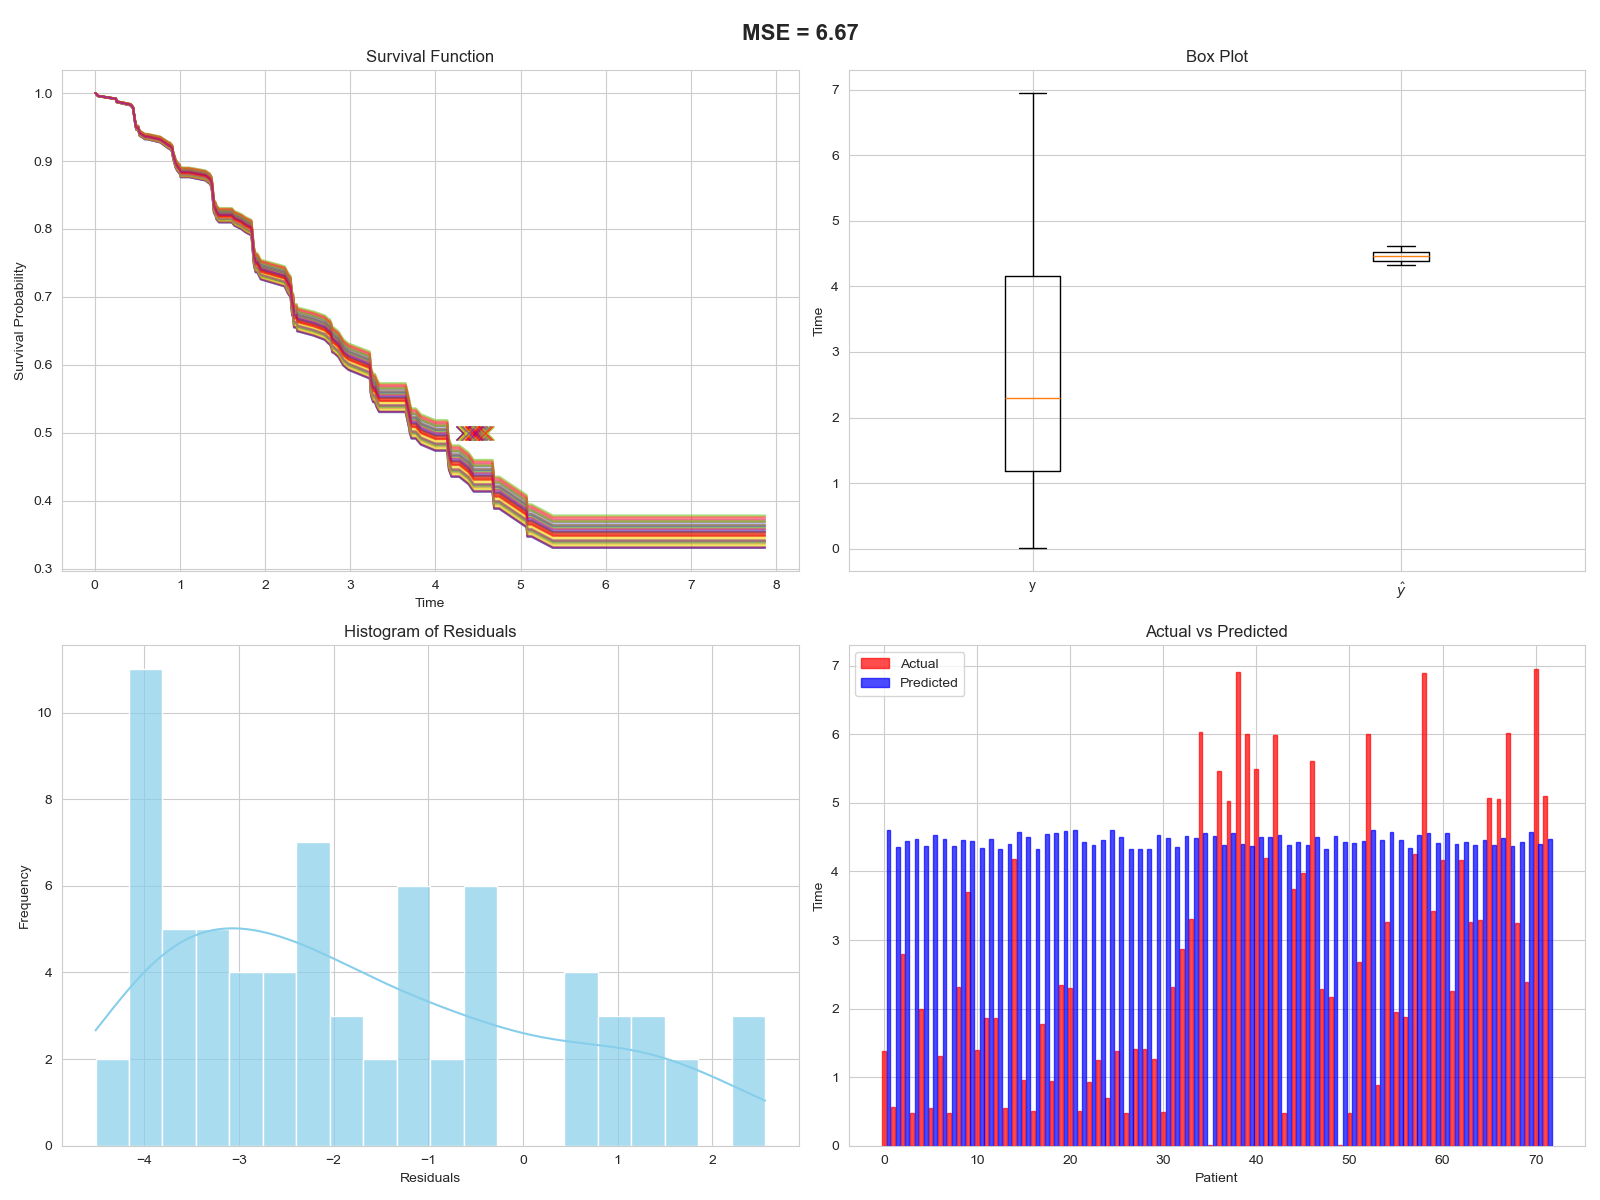 MSE = 6.67
Survival Function
Survival Probability
1.0
0.9
0.8
0.7
0.6
0.5
0.4
0.3
0 1 2 3 4 5 6 7 8
Time
Box Plot
Time
7
6
5
4
3
2
1
0
y ŷ
Histogram of Residuals
Frequency
10
8
6
4
2
0
−4 −3 −2 −1 0 1 2
Residuals
Actual vs Predicted
Actual
Predicted
Time
7
6
5
4
3
2
1
0
0 10 20 30 40 50 60 70
Patient